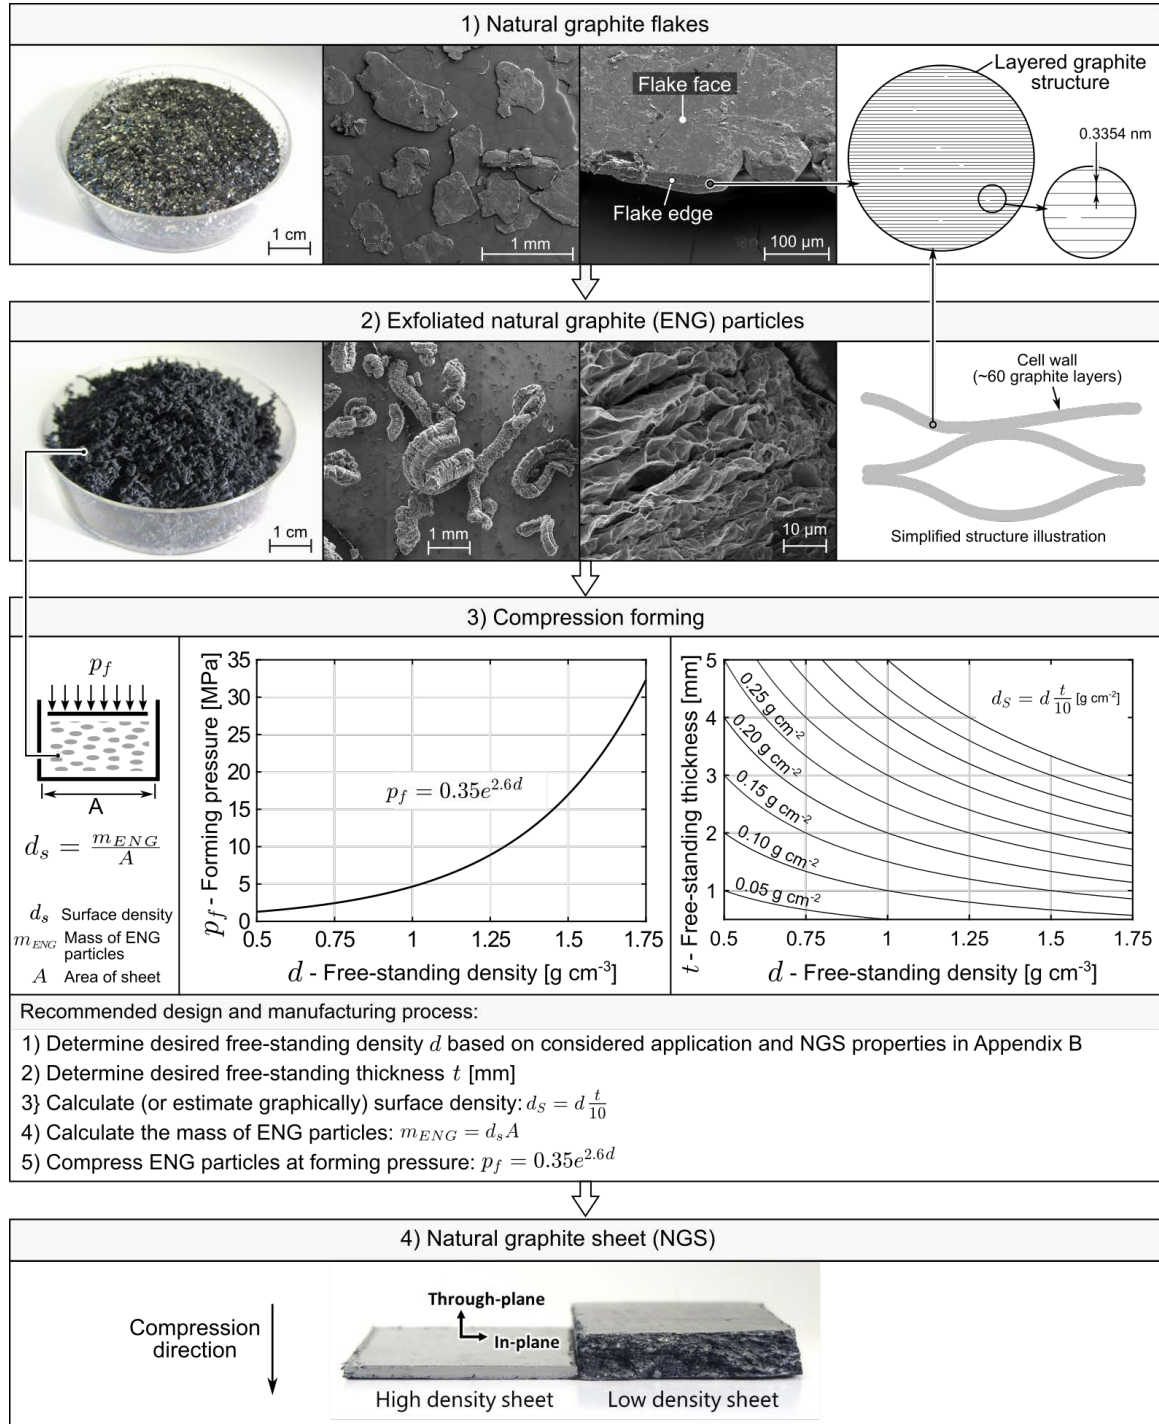 1) Natural graphite flakes
1 cm
1 mm
Flake face
Flake edge
100 µm
Layered graphite
structure
0.3354 nm
2) Exfoliated natural graphite (ENG) particles
1 cm
1 mm
10 µm
Cell wall
(~60 graphite layers)
Simplified structure illustration
3) Compression forming
p_f
A
d_s = m_ENG / A
d_s Surface density
m_ENG Mass of ENG
particles
A Area of sheet
p_f - Forming pressure [MPa]
35
30
25
20
15
10
5
0
p_f = 0.35e^{2.6d}
0.5 0.75 1 1.25 1.5 1.75
d - Free-standing density [g cm⁻³]
t - Free-standing thickness [mm]
5
4
3
2
1
d_S = d t/10 [g cm⁻²]
0.25 g cm⁻²
0.20 g cm⁻²
0.15 g cm⁻²
0.10 g cm⁻²
0.05 g cm⁻²
0.5 0.75 1 1.25 1.5 1.75
d - Free-standing density [g cm⁻³]
Recommended design and manufacturing process:
1) Determine desired free-standing density d based on considered application and NGS properties in Appendix B
2) Determine desired free-standing thickness t [mm]
3} Calculate (or estimate graphically) surface density: d_S = d t/10
4) Calculate the mass of ENG particles: m_ENG = d_s A
5) Compress ENG particles at forming pressure: p_f = 0.35e^{2.6d}
4) Natural graphite sheet (NGS)
Compression
direction
Through-plane
In-plane
High density sheet
Low density sheet